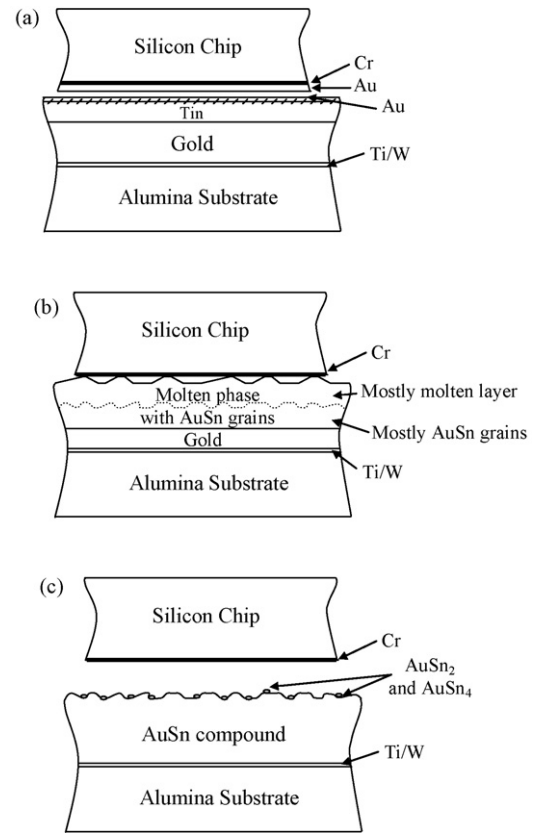 (a)
Silicon Chip
Cr
Au
Au
Tin
Gold
Ti/W
Alumina Substrate
(b)
Silicon Chip
Cr
Molten phase
Mostly molten layer
with AuSn grains
Mostly AuSn grains
Gold
Ti/W
Alumina Substrate
(c)
Silicon Chip
Cr
AuSn₂
and AuSn₄
AuSn compound
Ti/W
Alumina Substrate